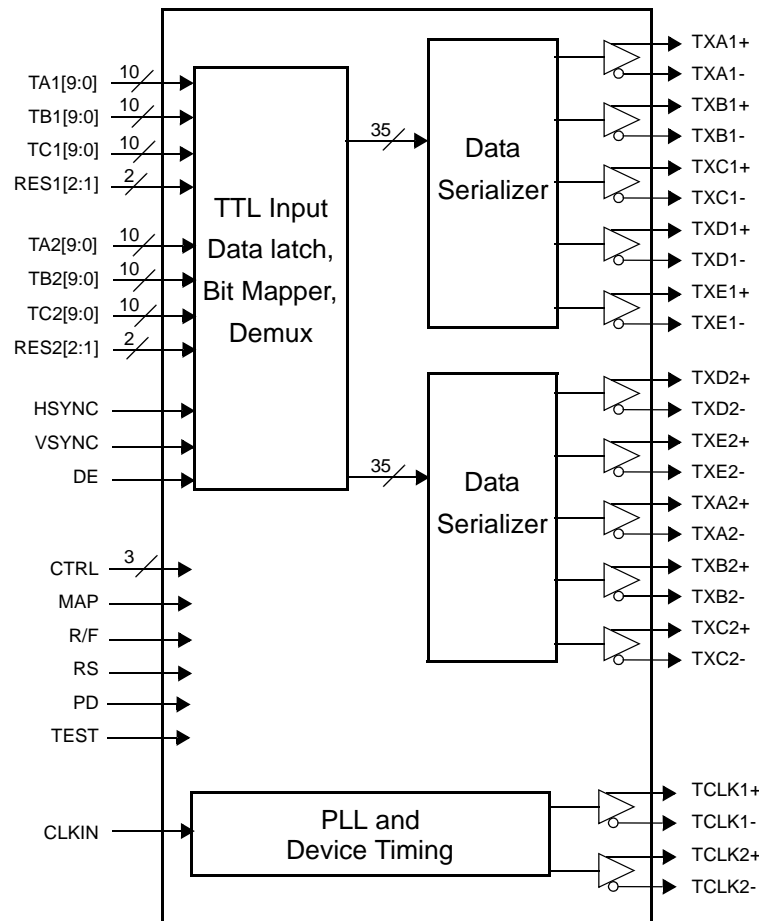 TA1[9:0] 10
TB1[9:0] 10
TC1[9:0] 10
RES1[2:1] 2
TA2[9:0] 10
TB2[9:0] 10
TC2[9:0] 10
RES2[2:1] 2
HSYNC
VSYNC
DE
CTRL 3
MAP
R/F
RS
PD
TEST
CLKIN
TTL Input
Data latch,
Bit Mapper,
Demux
35
35
Data
Serializer
Data
Serializer
PLL and
Device Timing
TXA1+
TXA1-
TXB1+
TXB1-
TXC1+
TXC1-
TXD1+
TXD1-
TXE1+
TXE1-
TXD2+
TXD2-
TXE2+
TXE2-
TXA2+
TXA2-
TXB2+
TXB2-
TXC2+
TXC2-
TCLK1+
TCLK1-
TCLK2+
TCLK2-